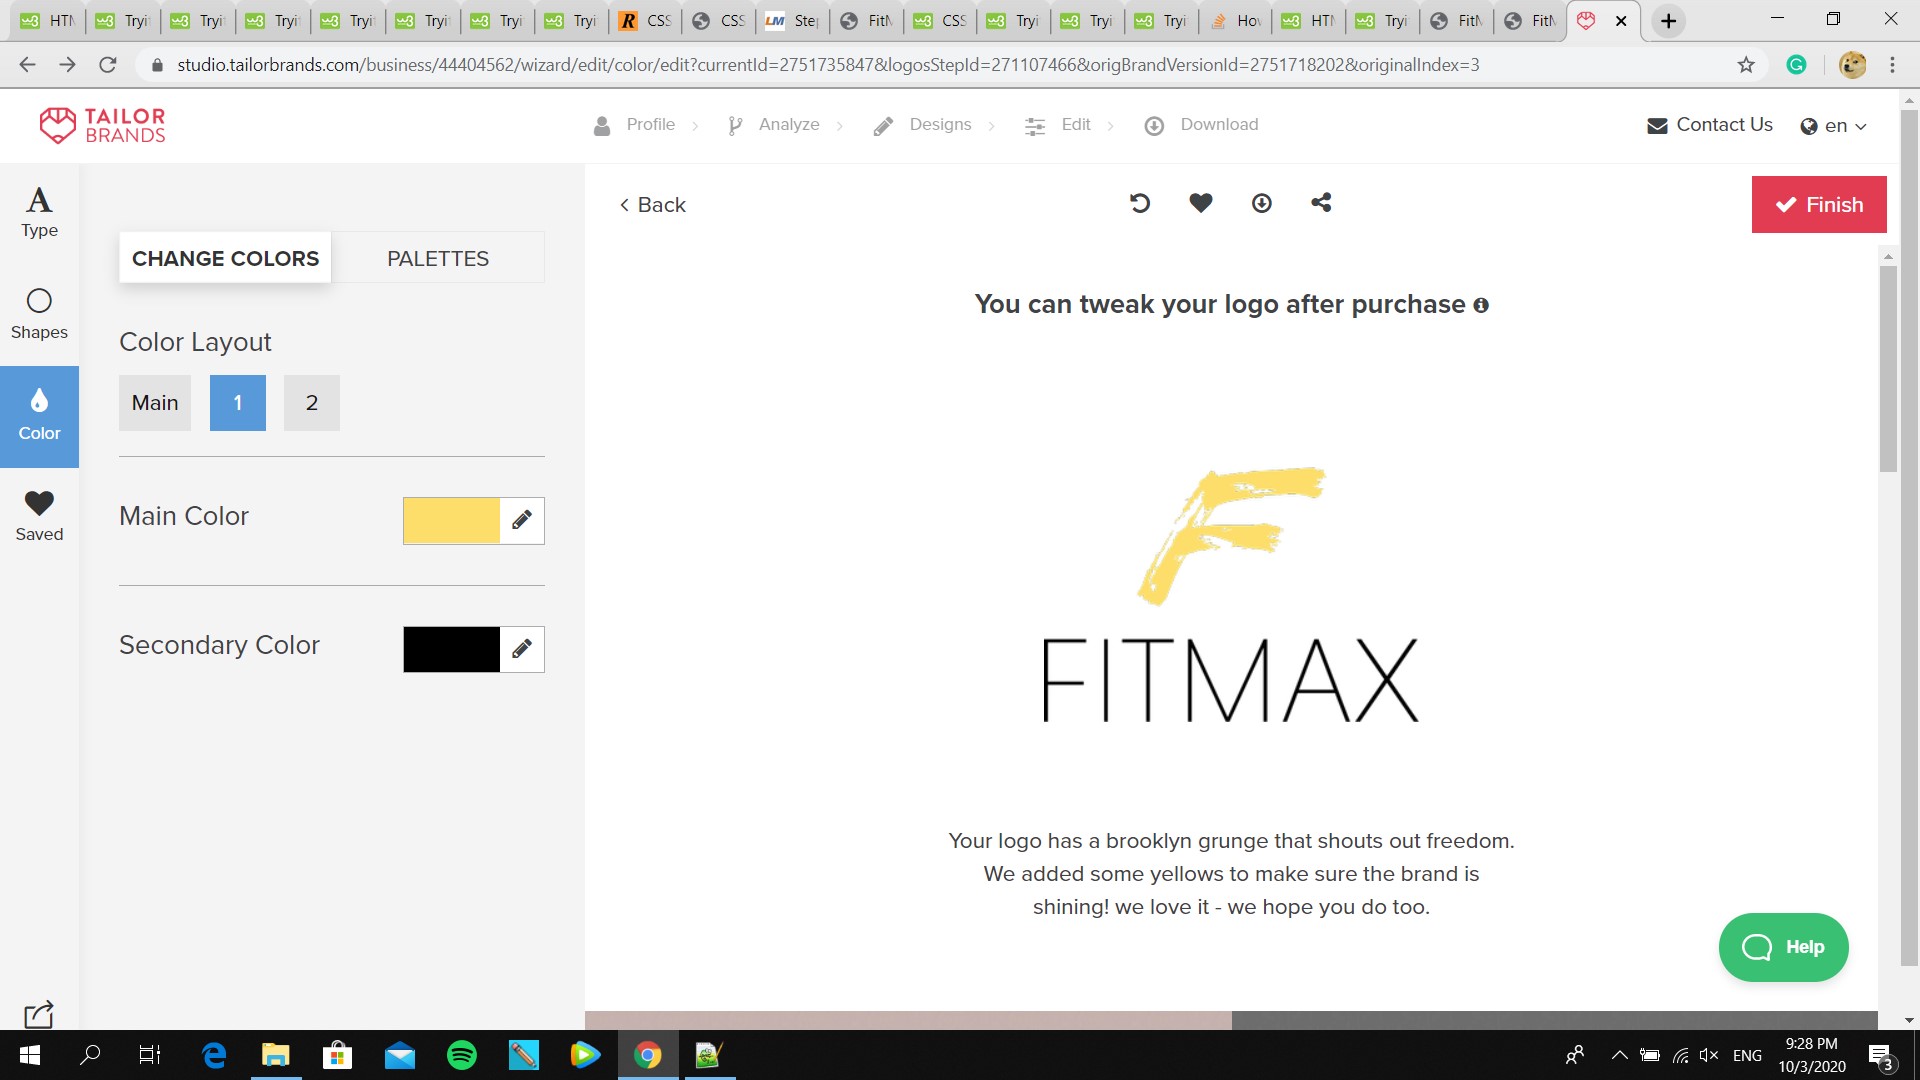 HTM Tryi Tryi Tryi Tryi Tryi Tryi Tryi CSS CSS Step FitM CSS Tryi Tryi Tryi How HTM Tryi FitM FitM
studio.tailorbrands.com/business/44404562/wizard/edit/color/edit?currentId=2751735847&logosStepId=271107466&origBrandVersionId=2751718202&originalIndex=3
TAILOR
BRANDS
Profile Analyze Designs Edit Download
Contact Us en
Type
Shapes
Color
Saved
CHANGE COLORS PALETTES
Color Layout
Main 1 2
Main Color
Secondary Color
Back
Finish
You can tweak your logo after purchase
F
FITMAX
Your logo has a brooklyn grunge that shouts out freedom.
We added some yellows to make sure the brand is
shining! we love it - we hope you do too.
Help
ENG
9:28 PM
10/3/2020
3